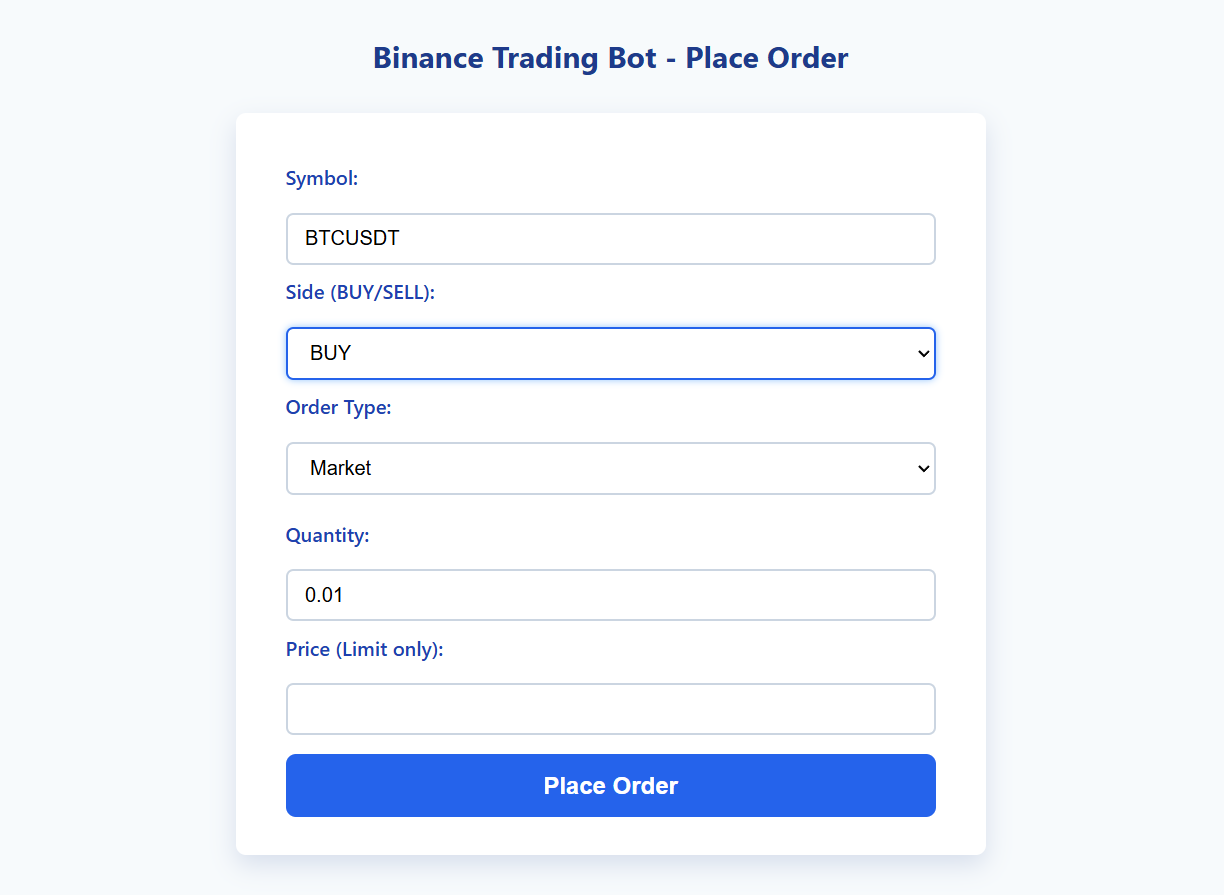 Binance Trading Bot - Place Order
Symbol:
BTCUSDT
Side (BUY/SELL):
BUY
Order Type:
Market
Quantity:
0.01
Price (Limit only):
Place Order